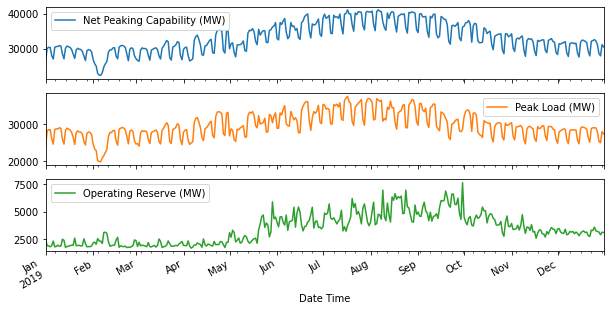 40000
Net Peaking Capability (MW)
30000
Peak Load (MW)
30000
20000
7500
Operating Reserve (MW)
5000
2500
Jan
2019
Feb
Mar
Apr
May
Jun
Jul
Aug
Sep
Oct
Nov
Dec
Date Time